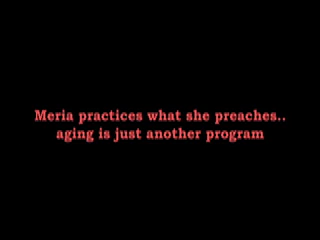 Meria practices what she preaches..
aging is just another program